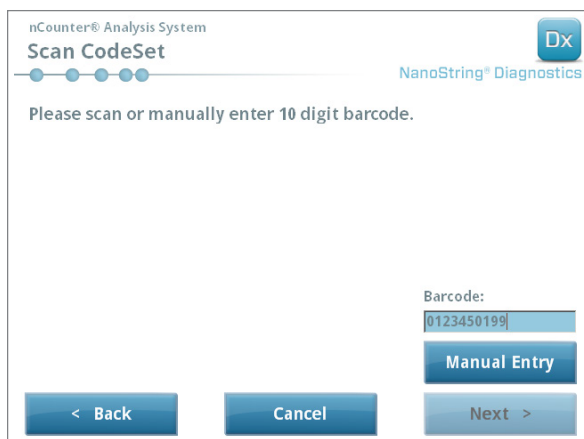 nCounter® Analysis System
Scan CodeSet
Dx
NanoString® Diagnostics
Please scan or manually enter 10 digit barcode.
Barcode:
0123450199
Manual Entry
< Back
Cancel
Next >